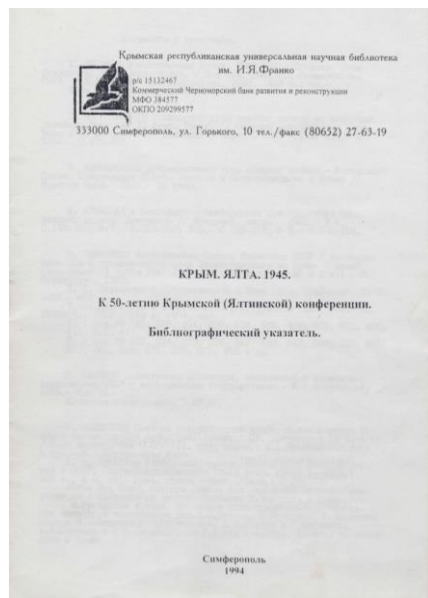 Крымская республиканская универсальная научная библиотека
им. И.Я.Франко
р/с 15132467
Коммерческий Черноморский банк развития и реконструкции
МФО 384577
ОКПО 209299577
333000 Симферополь, ул. Горького, 10 тел./факс (80652) 27-63-19
КРЫМ. ЯЛТА. 1945.
К 50-летию Крымской (Ялтинской) конференции.
Библиографический указатель.
Симферополь
1994